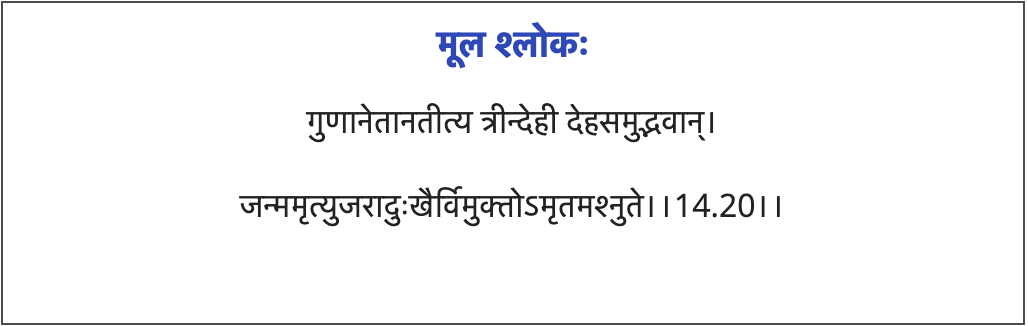 मूल श्लोकः
गुणानेतानतीत्य त्रीन्देही देहसमुद्भवान्।
जन्ममृत्युजरादुःखैर्विमुक्तोऽमृतमश्नुते।।14.20।।